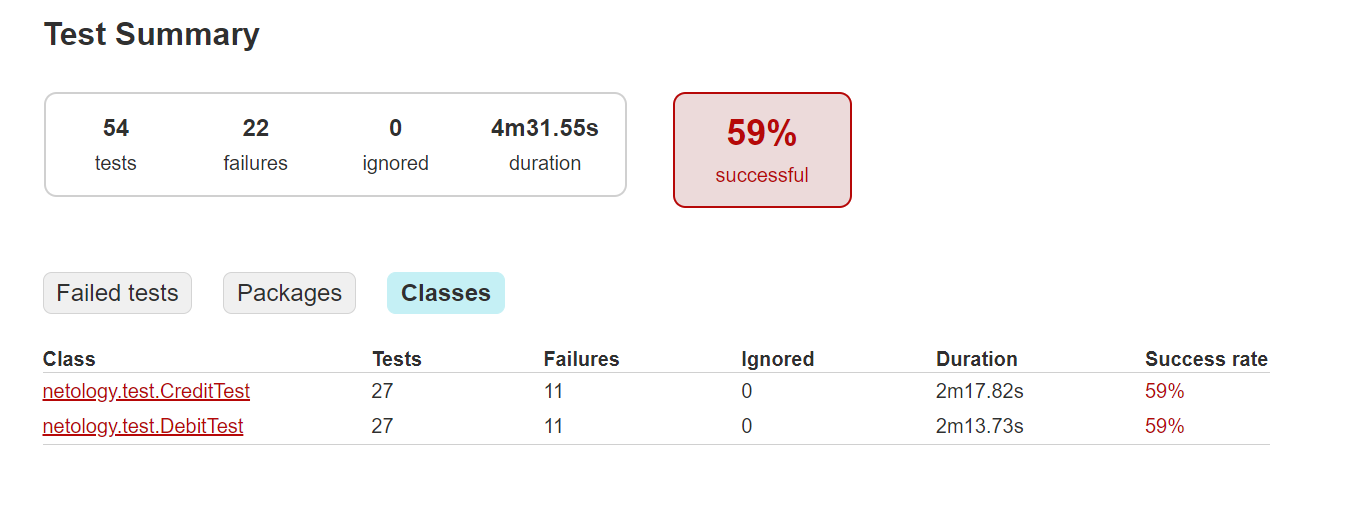 Test Summary
54 22 0 4m31.55s
tests failures ignored duration
59%
successful
Failed tests Packages Classes
Class Tests Failures Ignored Duration Success rate
netology.test.CreditTest 27 11 0 2m17.82s 59%
netology.test.DebitTest 27 11 0 2m13.73s 59%